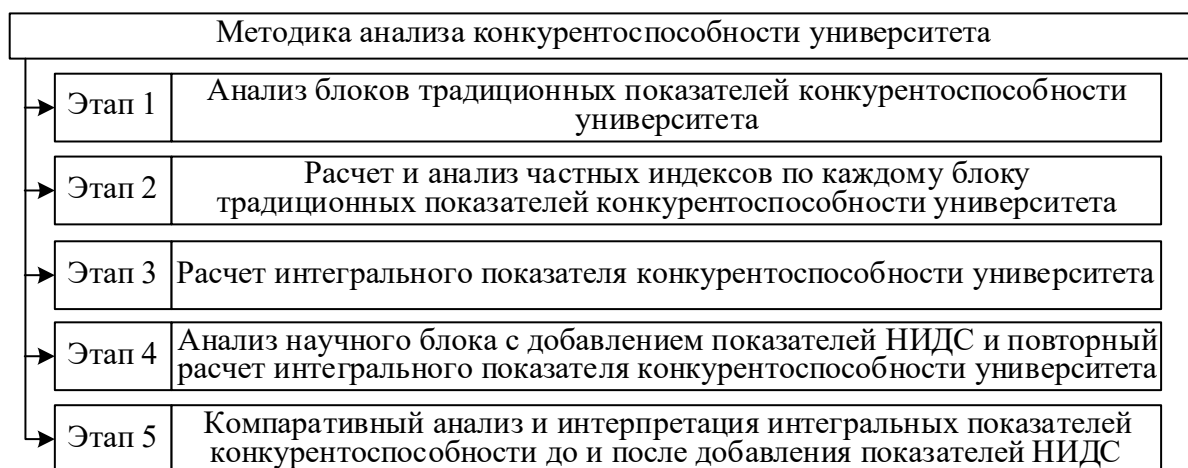 Методика анализа конкурентоспособности университета
Этап 1
Анализ блоков традиционных показателей конкурентоспособности
университета
Этап 2
Расчет и анализ частных индексов по каждому блоку
традиционных показателей конкурентоспособности университета
Этап 3
Расчет интегрального показателя конкурентоспособности университета
Этап 4
Анализ научного блока с добавлением показателей НИДС и повторный
расчет интегрального показателя конкурентоспособности университета
Этап 5
Компаративный анализ и интерпретация интегральных показателей
конкурентоспособности до и после добавления показателей НИДС